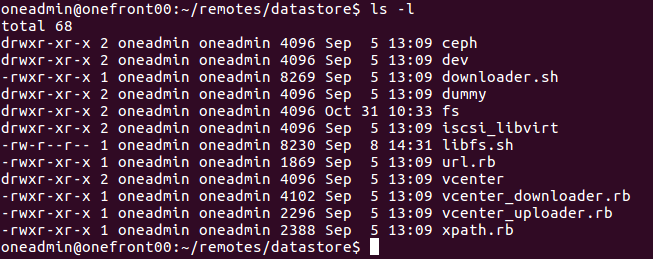 oneadmin@onefront00:~/remotes/datastore$ ls -l
total 68
drwxr-xr-x 2 oneadmin oneadmin 4096 Sep  5 13:09 ceph
drwxr-xr-x 2 oneadmin oneadmin 4096 Sep  5 13:09 dev
-rwxr-xr-x 1 oneadmin oneadmin 8269 Sep  5 13:09 downloader.sh
drwxr-xr-x 2 oneadmin oneadmin 4096 Sep  5 13:09 dummy
drwxr-xr-x 2 oneadmin oneadmin 4096 Oct 31 10:33 fs
drwxr-xr-x 2 oneadmin oneadmin 4096 Sep  5 13:09 iscsi_libvirt
-rw-r--r-- 1 oneadmin oneadmin 8230 Sep  8 14:31 libfs.sh
-rwxr-xr-x 1 oneadmin oneadmin 1869 Sep  5 13:09 url.rb
drwxr-xr-x 2 oneadmin oneadmin 4096 Sep  5 13:09 vcenter
-rwxr-xr-x 1 oneadmin oneadmin 4102 Sep  5 13:09 vcenter_downloader.rb
-rwxr-xr-x 1 oneadmin oneadmin 2296 Sep  5 13:09 vcenter_uploader.rb
-rwxr-xr-x 1 oneadmin oneadmin 2388 Sep  5 13:09 xpath.rb
oneadmin@onefront00:~/remotes/datastore$